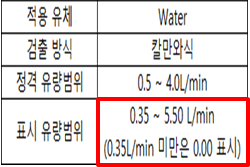 적용 유체 Water
검출 방식 칼만와식
정격 유량범위 0.5 ~ 4.0L/min
표시 유량범위 0.35 ~ 5.50 L/min
(0.35L/min 미만은 0.00 표시)